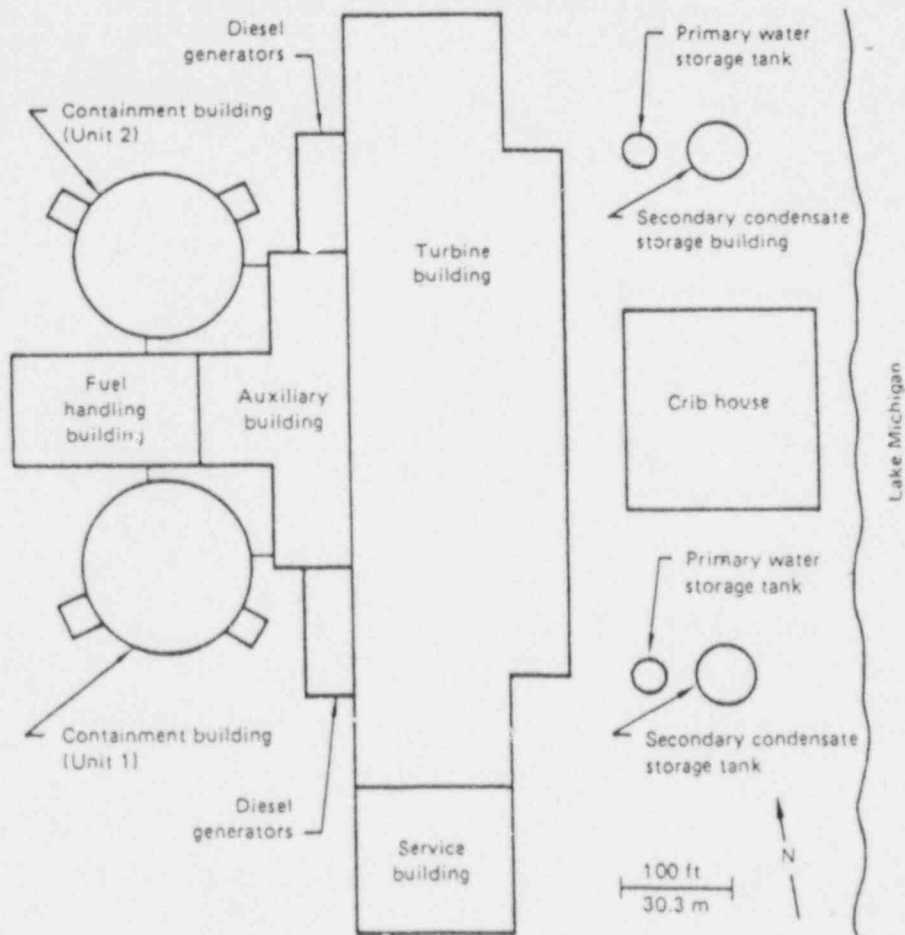 Diesel
generators
Primary water
storage tank
Containment building
(Unit 2)
Secondary condensate
storage building
Turbine
building
Fuel
handling
building
Auxiliary
building
Crib house
Lake Michigan
Primary water
storage tank
Containment building
(Unit 1)
Secondary condensate
storage tank
Diesel
generators
Service
building
100 ft
30.3 m
N